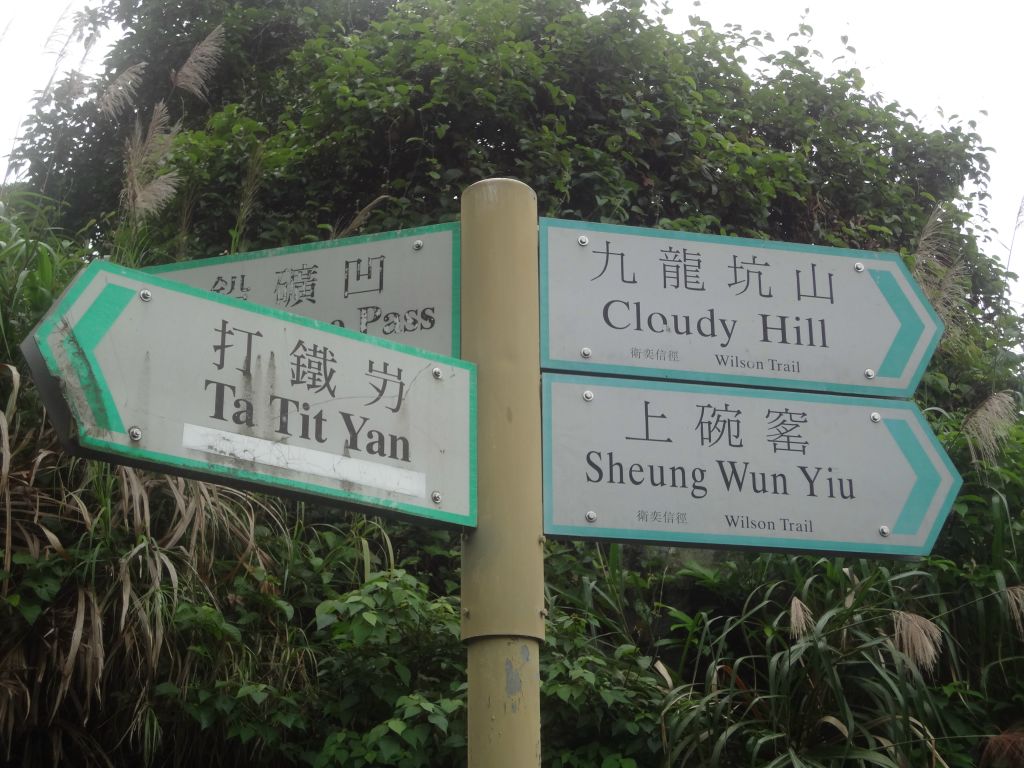 鉛礦凹
Pass
打鐵屶
Ta Tit Yan
九龍坑山
Cloudy Hill
衛奕信徑 Wilson Trail
上碗窰
Sheung Wun Yiu
衛奕信徑 Wilson Trail